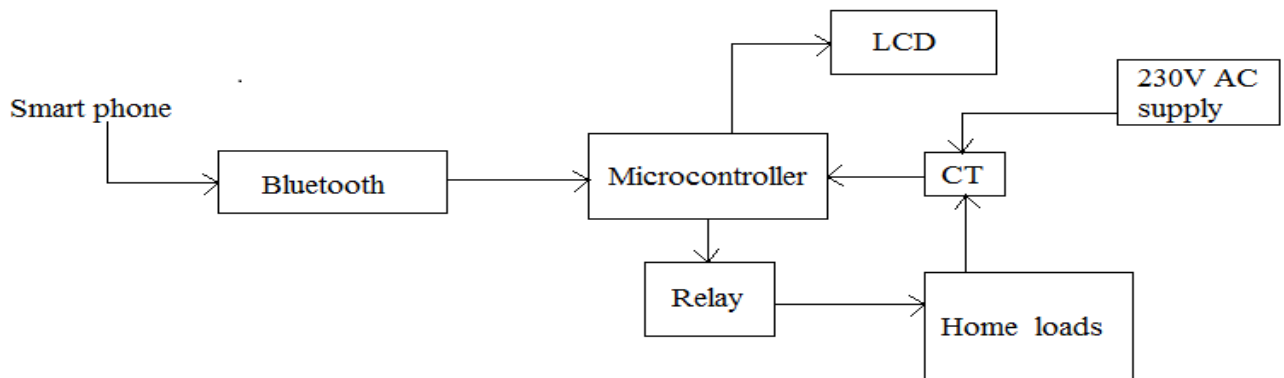 LCD
230V AC
supply
Smart phone
Bluetooth
Microcontroller
CT
Relay
Home loads